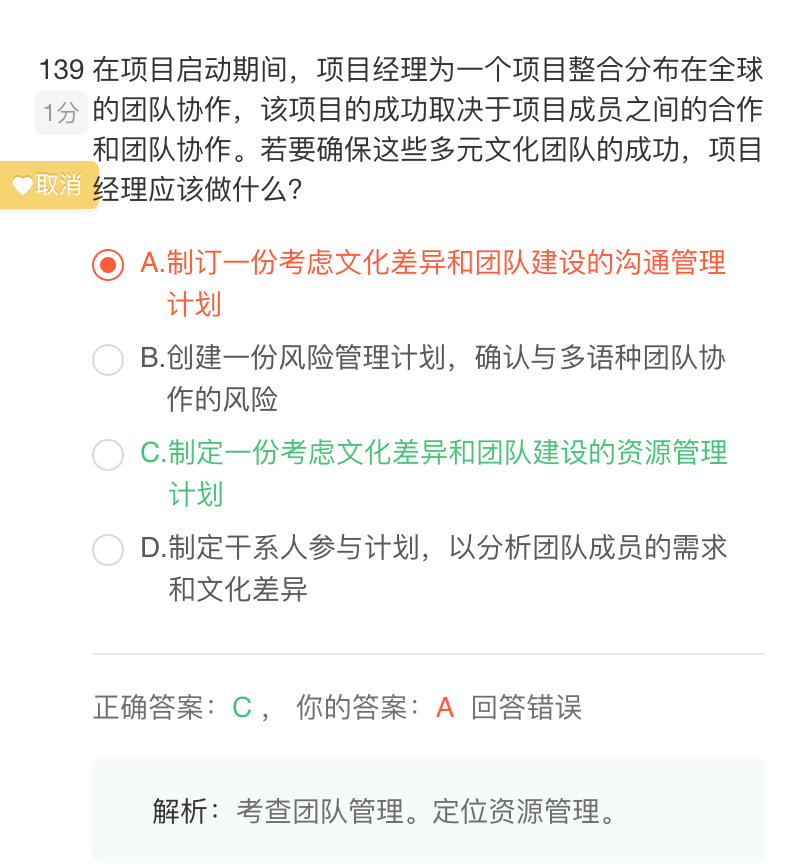 139 在项目启动期间，项目经理为一个项目整合分布在全球
1分 的团队协作，该项目的成功取决于项目成员之间的合作
和团队协作。若要确保这些多元文化团队的成功，项目
取消 经理应该做什么?
A.制订一份考虑文化差异和团队建设的沟通管理
计划
B.创建一份风险管理计划，确认与多语种团队协
作的风险
C.制定一份考虑文化差异和团队建设的资源管理
计划
D.制定干系人参与计划，以分析团队成员的需求
和文化差异
正确答案：C ， 你的答案：A 回答错误
解析：考查团队管理。定位资源管理。